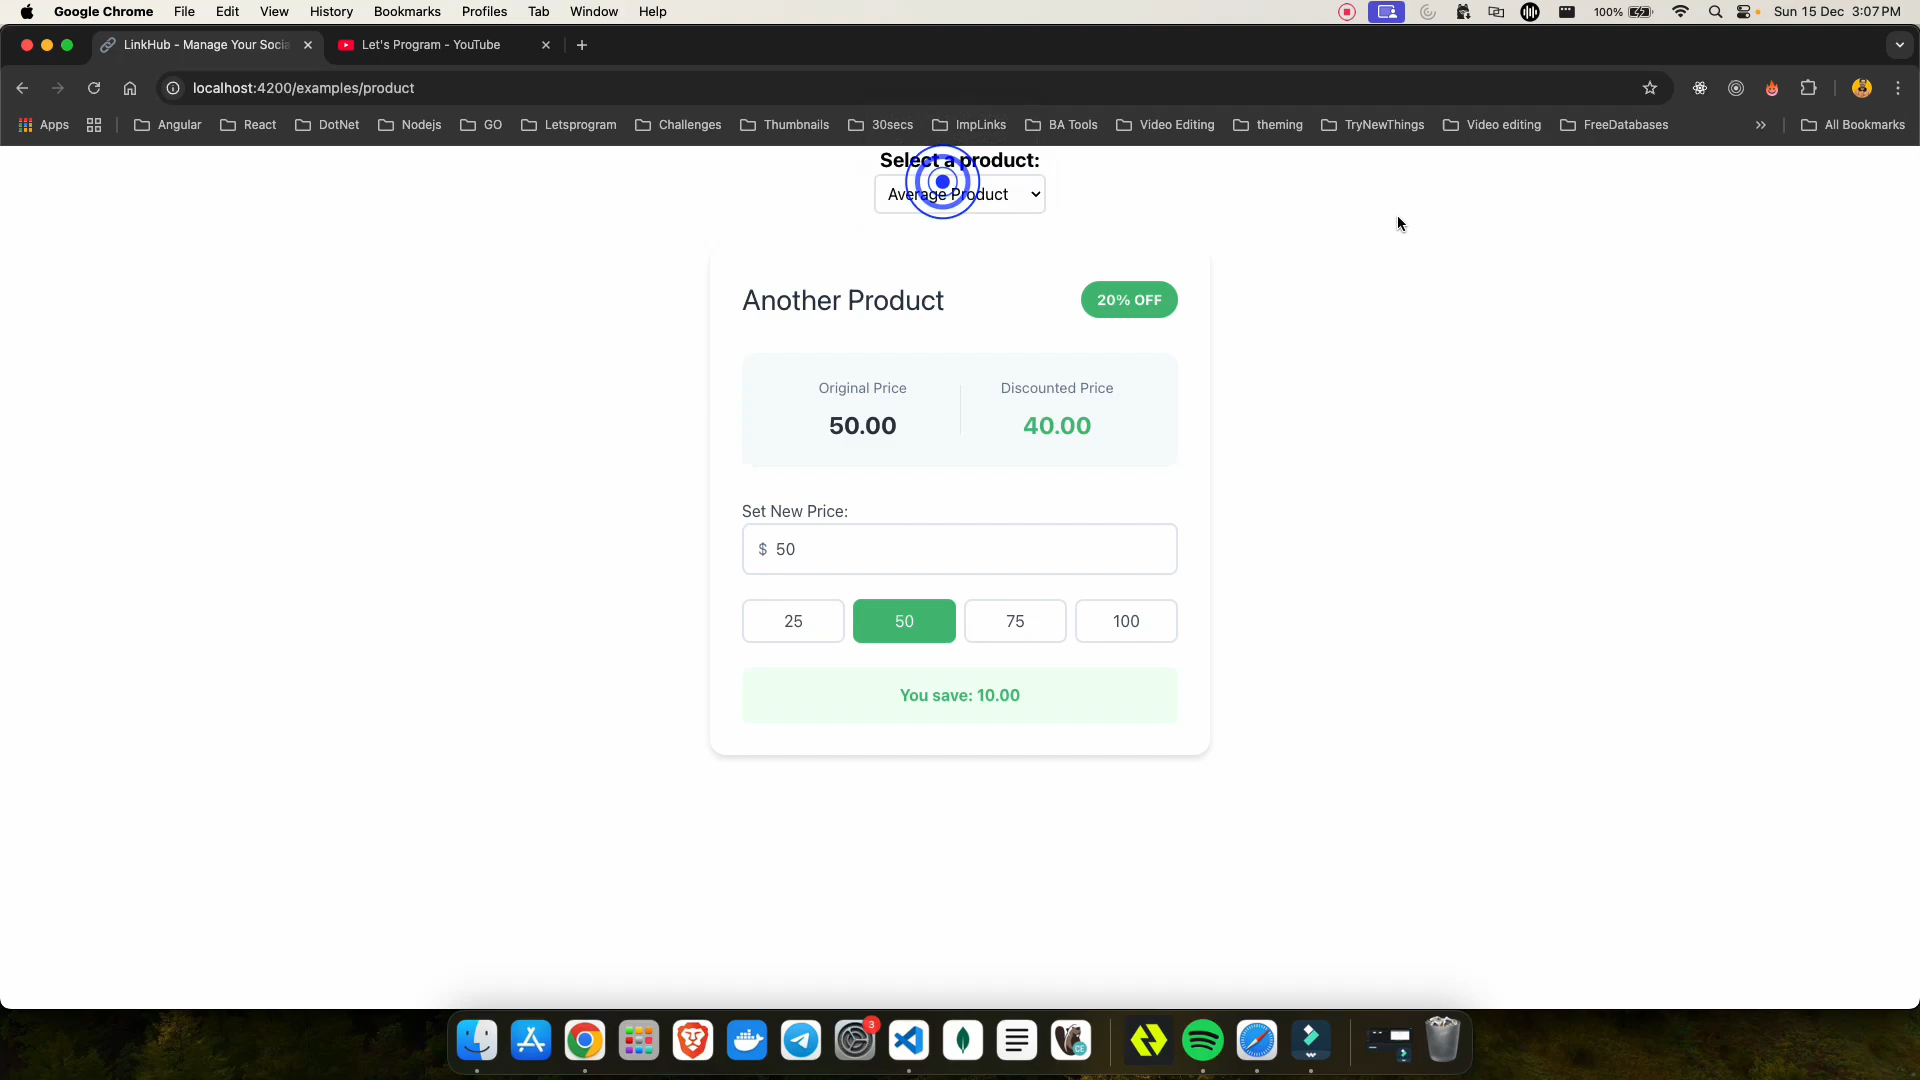 Google Chrome File Edit View History Bookmarks Profiles Tab Window Help 100% Sun 15 Dec 3:07 PM
LinkHub - Manage Your Socia Let's Program - YouTube
localhost:4200/examples/product
Apps Angular React DotNet Nodejs GO Letsprogram Challenges Thumbnails 30secs ImpLinks BA Tools Video Editing theming TryNewThings Video editing FreeDatabases All Bookmarks
Select a product:
Average Product
Another Product 20% OFF
Original Price Discounted Price
50.00 40.00
Set New Price:
$ 50
25 50 75 100
You save: 10.00
3